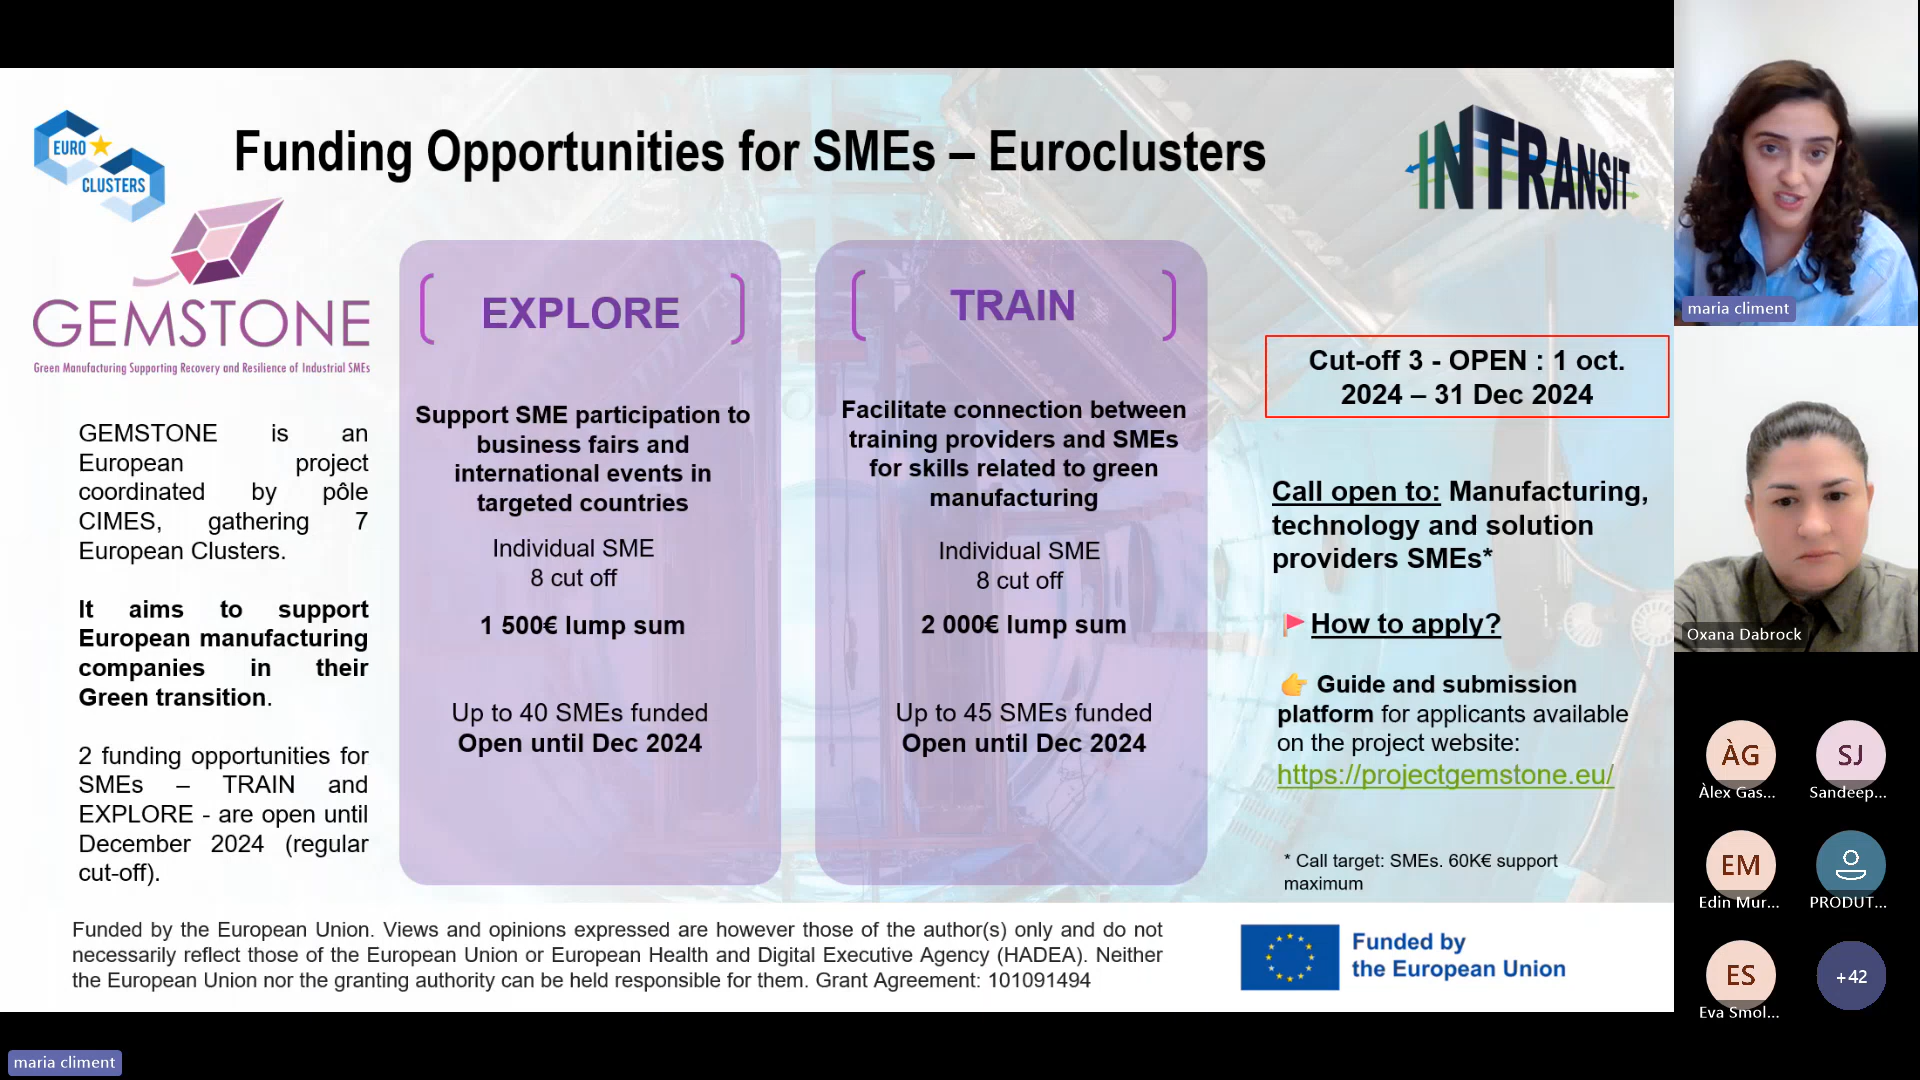 EURO
CLUSTERS
Funding Opportunities for SMEs – Euroclusters
INTRANSIT
GEMSTONE
Green Manufacturing Supporting Recovery and Resilience of Industrial SMEs
GEMSTONE is an
European project
coordinated by pôle
CIMES, gathering 7
European Clusters.
It aims to support
European manufacturing
companies in their
Green transition.
2 funding opportunities for
SMEs – TRAIN and
EXPLORE - are open until
December 2024 (regular
cut-off).
EXPLORE
Support SME participation to
business fairs and
international events in
targeted countries
Individual SME
8 cut off
1 500€ lump sum
Up to 40 SMEs funded
Open until Dec 2024
TRAIN
Facilitate connection between
training providers and SMEs
for skills related to green
manufacturing
Individual SME
8 cut off
2 000€ lump sum
Up to 45 SMEs funded
Open until Dec 2024
Cut-off 3 - OPEN : 1 oct.
2024 – 31 Dec 2024
Call open to: Manufacturing,
technology and solution
providers SMEs*
How to apply?
Guide and submission
platform for applicants available
on the project website:
https://projectgemstone.eu/
* Call target: SMEs. 60K€ support
maximum
Funded by the European Union. Views and opinions expressed are however those of the author(s) only and do not
necessarily reflect those of the European Union or European Health and Digital Executive Agency (HADEA). Neither
the European Union nor the granting authority can be held responsible for them. Grant Agreement: 101091494
Funded by
the European Union
maria climent
Oxana Dabrock
ÀG
Àlex Gas...
SJ
Sandeep...
EM
Edin Mur...
PRODUT...
ES
Eva Smol...
+42
maria climent